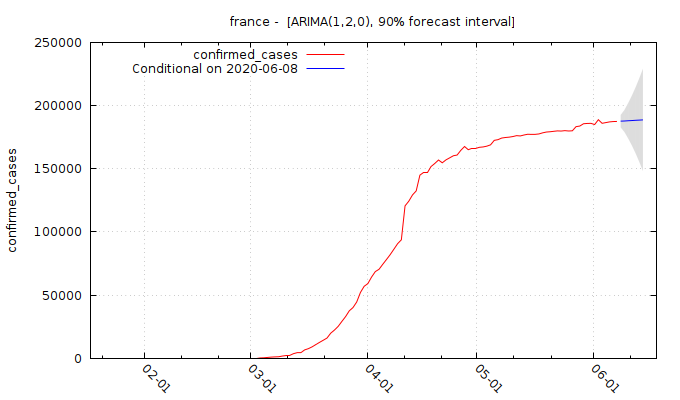 france -  [ARIMA(1,2,0), 90% forecast interval]
confirmed_cases
Conditional on 2020-06-08
250000
200000
150000
100000
50000
0
confirmed_cases
02-01
03-01
04-01
05-01
06-01